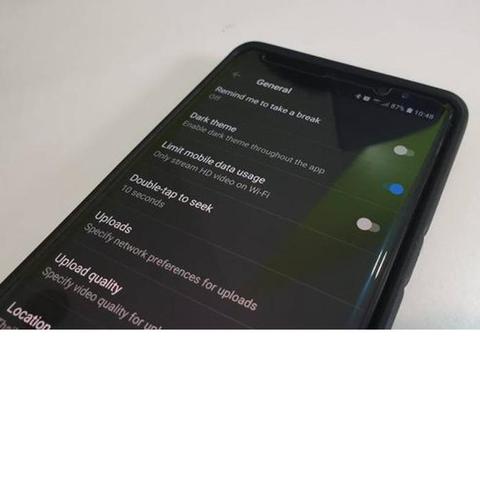 General
87% 10:48
Remind me to take a break
Off
Dark theme
Enable dark theme throughout the app
Limit mobile data usage
Only stream HD video on Wi-Fi
Double-tap to seek
10 seconds
Uploads
Specify network preferences for uploads
Upload quality
Specify video quality for
Location